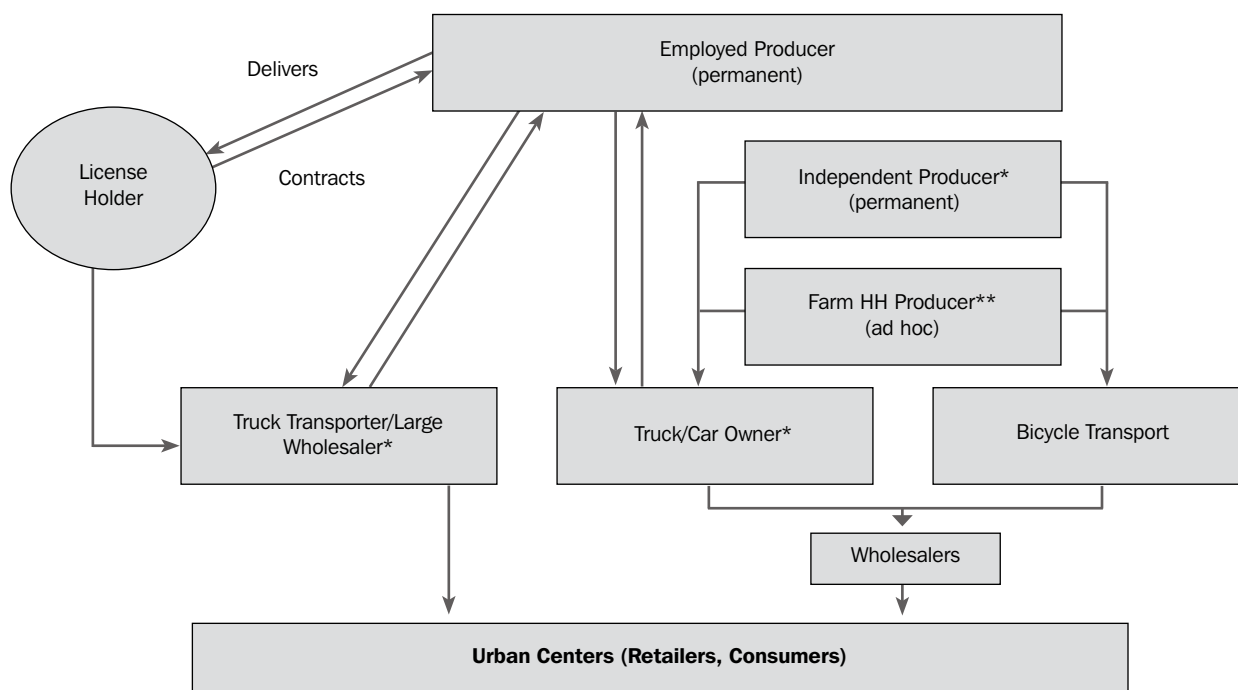 Employed Producer
(permanent)
Delivers
License
Holder
Contracts
Independent Producer*
(permanent)
Farm HH Producer**
(ad hoc)
Truck Transporter/Large
Wholesaler*
Truck/Car Owner*
Bicycle Transport
Wholesalers
Urban Centers (Retailers, Consumers)